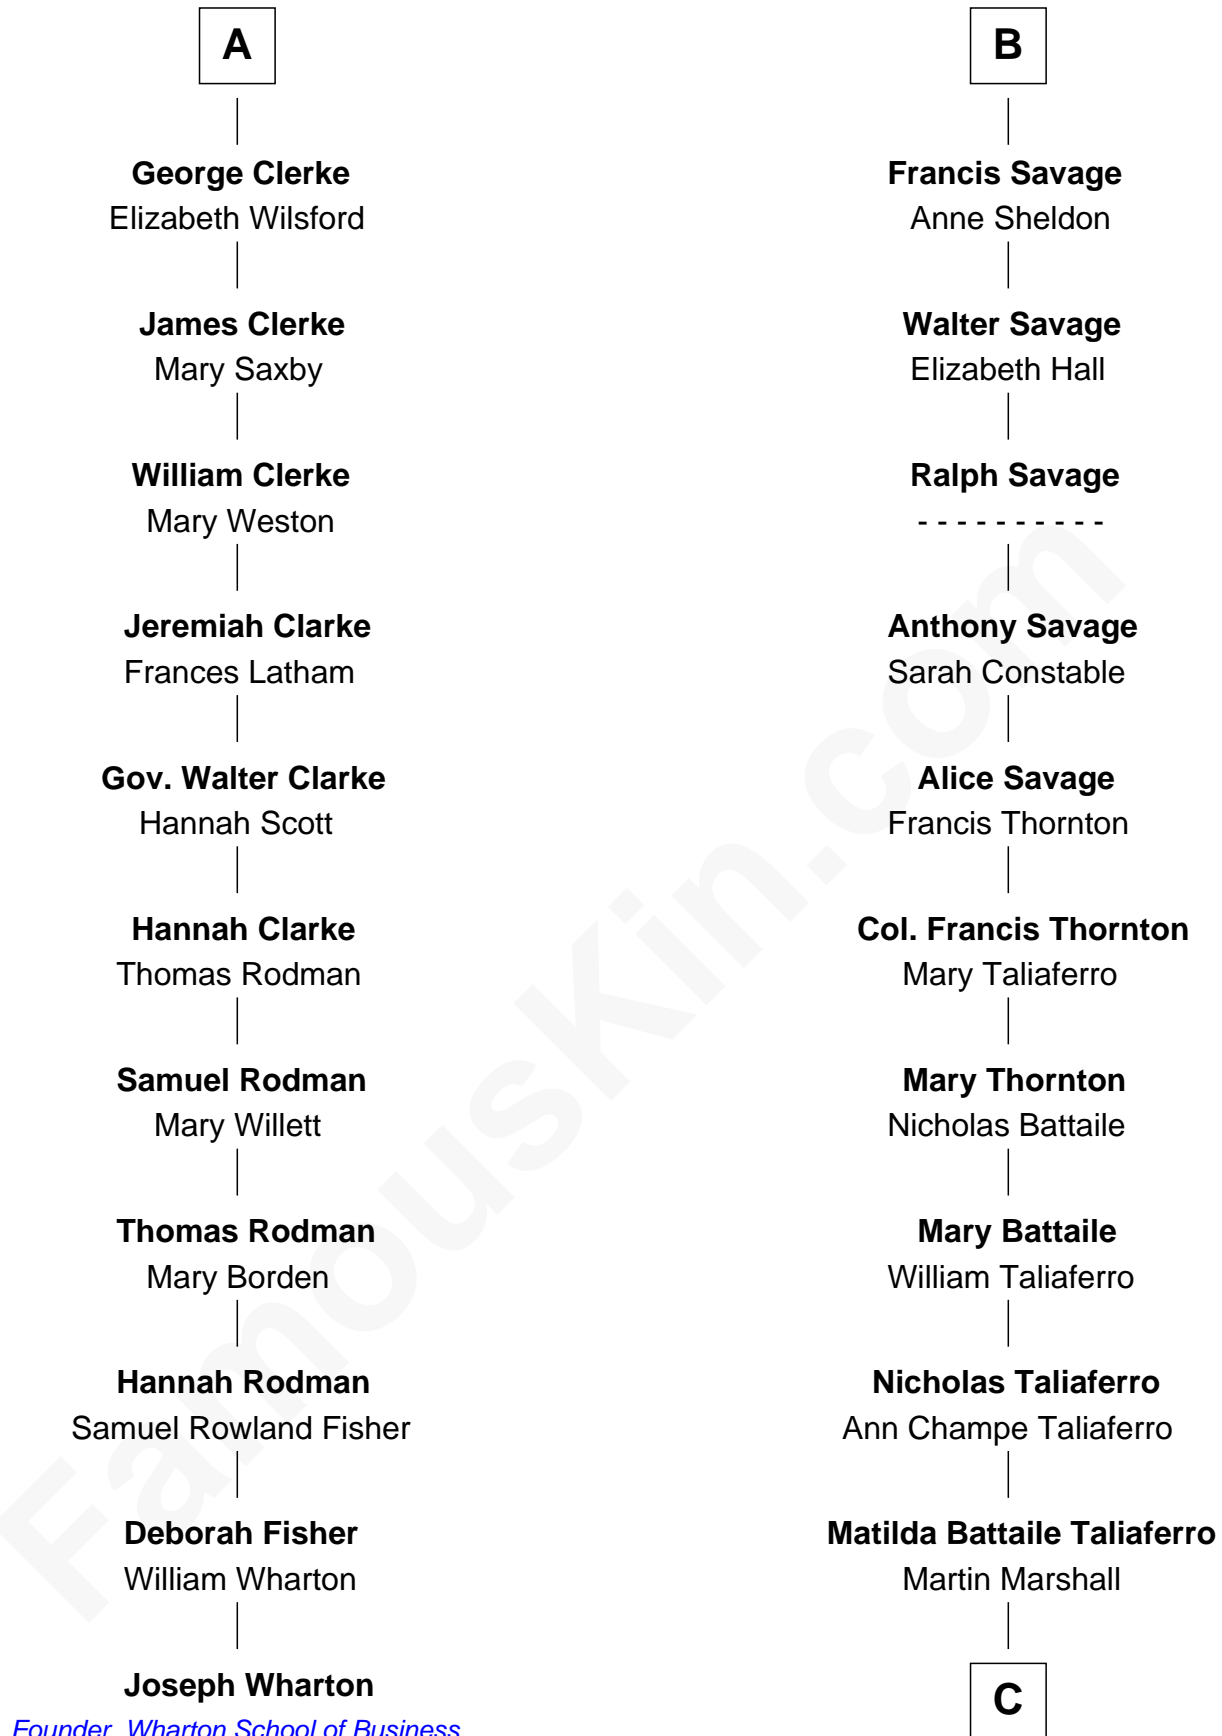 A
George Clerke
Elizabeth Wilsford
James Clerke
Mary Saxby
William Clerke
Mary Weston
Jeremiah Clarke
Frances Latham
Gov. Walter Clarke
Hannah Scott
Hannah Clarke
Thomas Rodman
Samuel Rodman
Mary Willett
Thomas Rodman
Mary Borden
Hannah Rodman
Samuel Rowland Fisher
Deborah Fisher
William Wharton
Joseph Wharton
Founder, Wharton School of Business
B
Francis Savage
Anne Sheldon
Walter Savage
Elizabeth Hall
Ralph Savage
- - - - - - - - - -
Anthony Savage
Sarah Constable
Alice Savage
Francis Thornton
Col. Francis Thornton
Mary Taliaferro
Mary Thornton
Nicholas Battaile
Mary Battaile
William Taliaferro
Nicholas Taliaferro
Ann Champe Taliaferro
Matilda Battaile Taliaferro
Martin Marshall
C
FamousKin.com